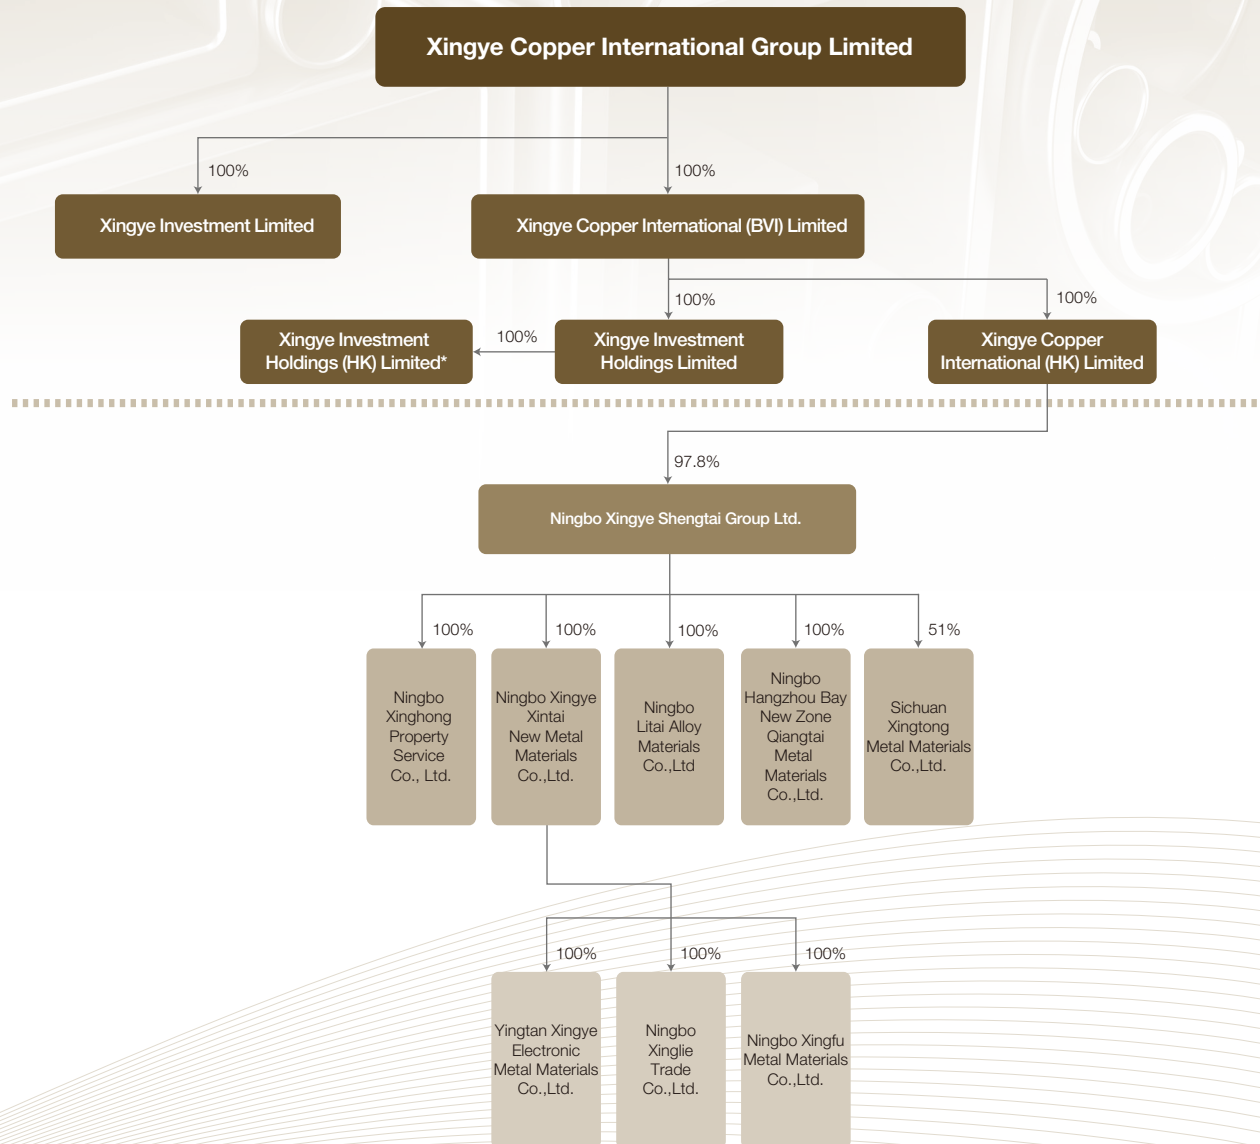 Xingye Copper International Group Limited
100%
100%
Xingye Investment Limited
Xingye Copper International (BVI) Limited
100%
100%
100%
Xingye Investment
Holdings (HK) Limited*
Xingye Investment
Holdings Limited
Xingye Copper
International (HK) Limited
97.8%
Ningbo Xingye Shengtai Group Ltd.
100%
100%
100%
100%
51%
Ningbo
Xinghong
Property
Service
Co., Ltd.
Ningbo Xingye
Xintai
New Metal
Materials
Co.,Ltd.
Ningbo
Litai Alloy
Materials
Co.,Ltd
Ningbo
Hangzhou Bay
New Zone
Qiangtai
Metal
Materials
Co.,Ltd.
Sichuan
Xingtong
Metal Materials
Co.,Ltd.
100%
100%
100%
Yingtan Xingye
Electronic
Metal Materials
Co.,Ltd.
Ningbo
Xinglie
Trade
Co.,Ltd.
Ningbo Xingfu
Metal Materials
Co.,Ltd.